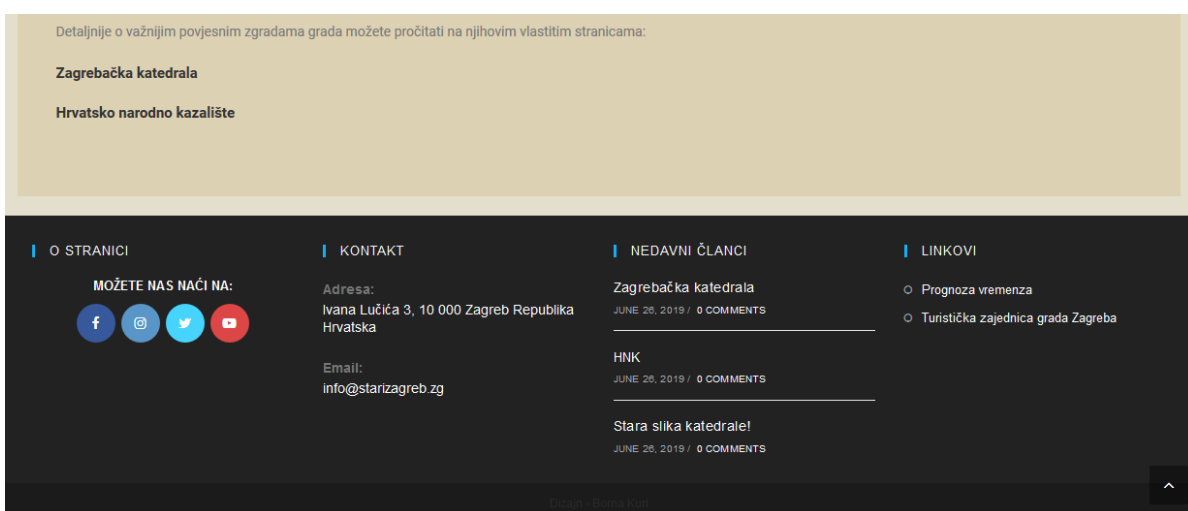 Detaljnije o važnijim povjesnim zgradama grada možete pročitati na njihovim vlastitim stranicama:
Zagrebačka katedrala
Hrvatsko narodno kazalište
O STRANICI
MOŽETE NAS NAĆI NA:
KONTAKT
Adresa:
Ivana Lučića 3, 10 000 Zagreb Republika
Hrvatska
Email:
info@starizagreb.zg
NEDAVNI ČLANCI
Zagrebačka katedrala
JUNE 26, 2019 / 0 COMMENTS
HNK
JUNE 26, 2019 / 0 COMMENTS
Stara slika katedrale!
JUNE 26, 2019 / 0 COMMENTS
LINKOVI
Prognoza vremenza
Turistička zajednica grada Zagreba
Dizajn - Borna